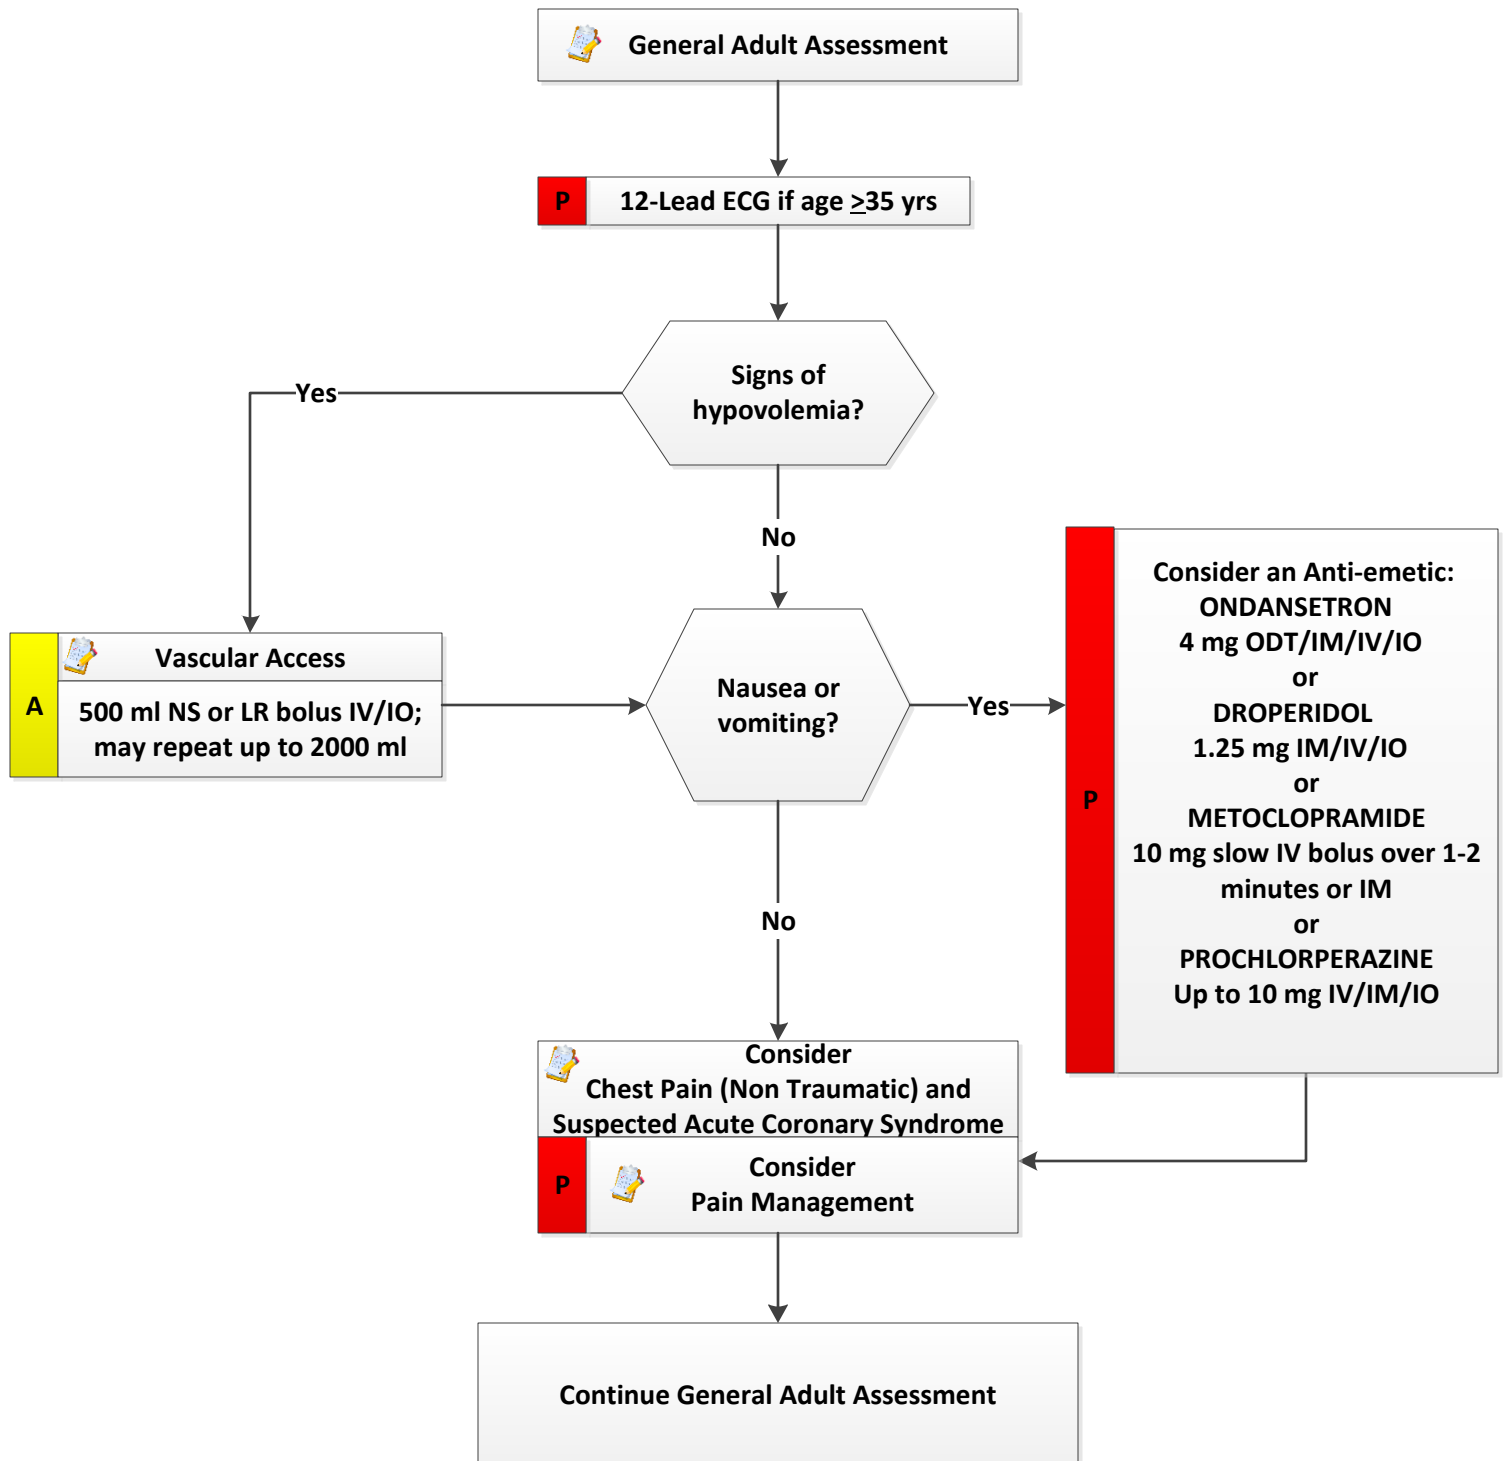 General Adult Assessment
P
12-Lead ECG if age ≥35 yrs
Signs of
hypovolemia?
Yes
No
A
Vascular Access
500 ml NS or LR bolus IV/IO;
may repeat up to 2000 ml
Nausea or
vomiting?
Yes
No
P
Consider an Anti-emetic:
ONDANSETRON
4 mg ODT/IM/IV/IO
or
DROPERIDOL
1.25 mg IM/IV/IO
or
METOCLOPRAMIDE
10 mg slow IV bolus over 1-2
minutes or IM
or
PROCHLORPERAZINE
Up to 10 mg IV/IM/IO
Consider
Chest Pain (Non Traumatic) and
Suspected Acute Coronary Syndrome
P
Consider
Pain Management
Continue General Adult Assessment